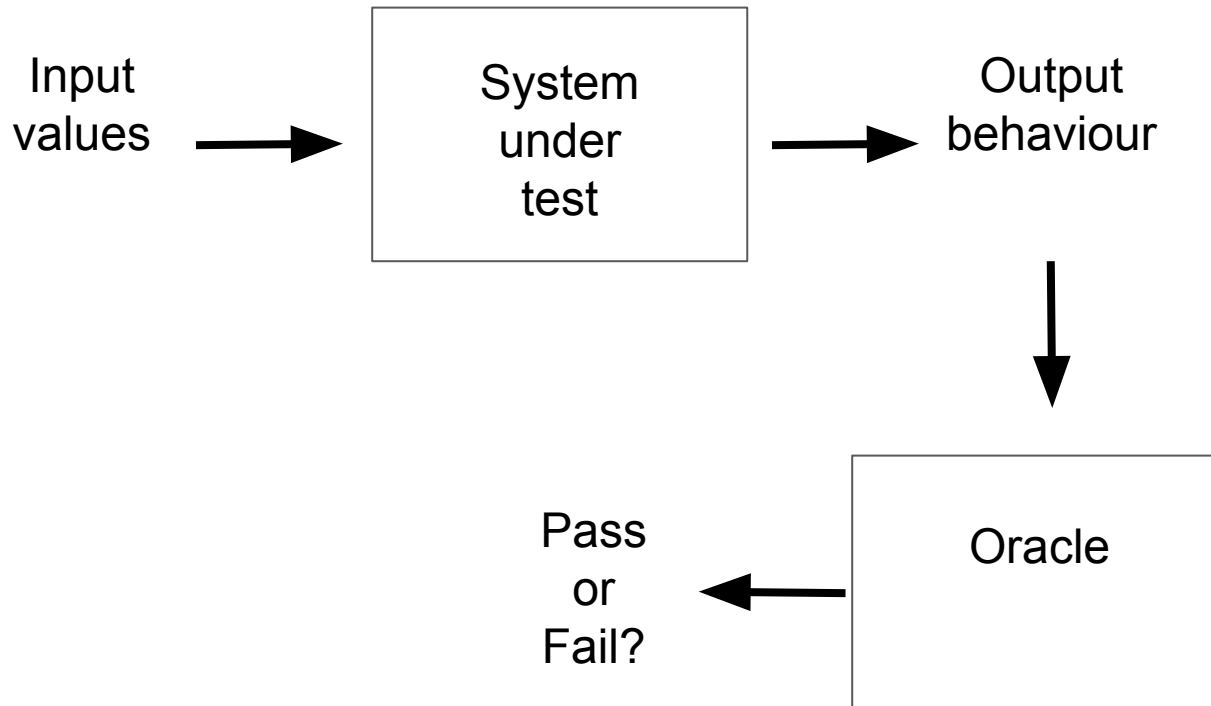 Input
values
System
under
test
Output
behaviour
Oracle
Pass
or
Fail?